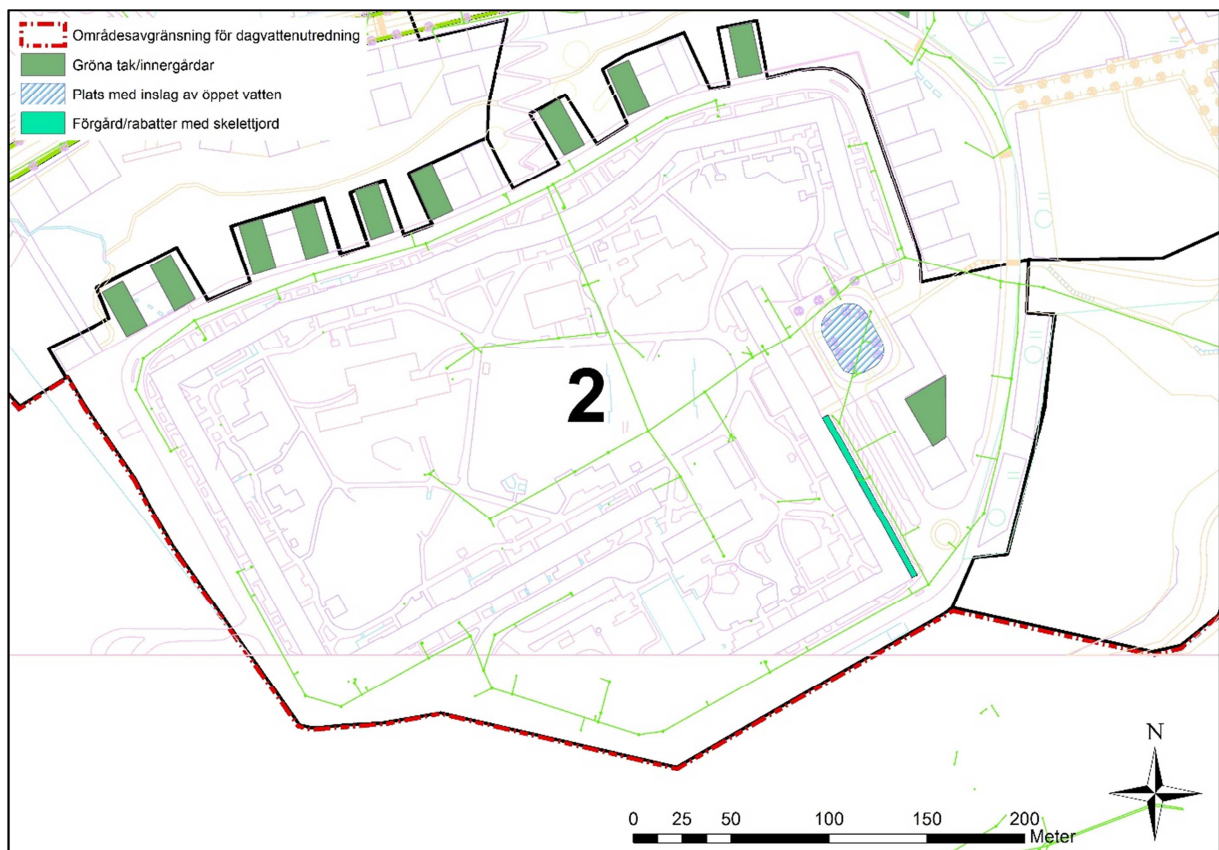 Områdesavgränsning för dagvattenutredning
Gröna tak/innergårdar
Plats med inslag av öppet vatten
Förgård/rabatter med skelettjord
2
N
0 25 50 100 150 200
Meter